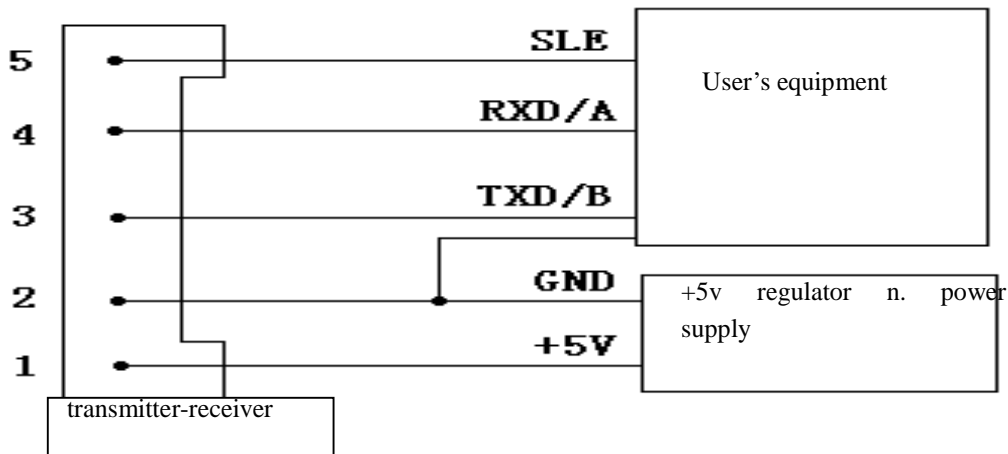 5
SLE
User’s equipment
4
RXD/A
3
TXD/B
2
GND
+5v regulator n. power
supply
1
+5V
transmitter-receiver